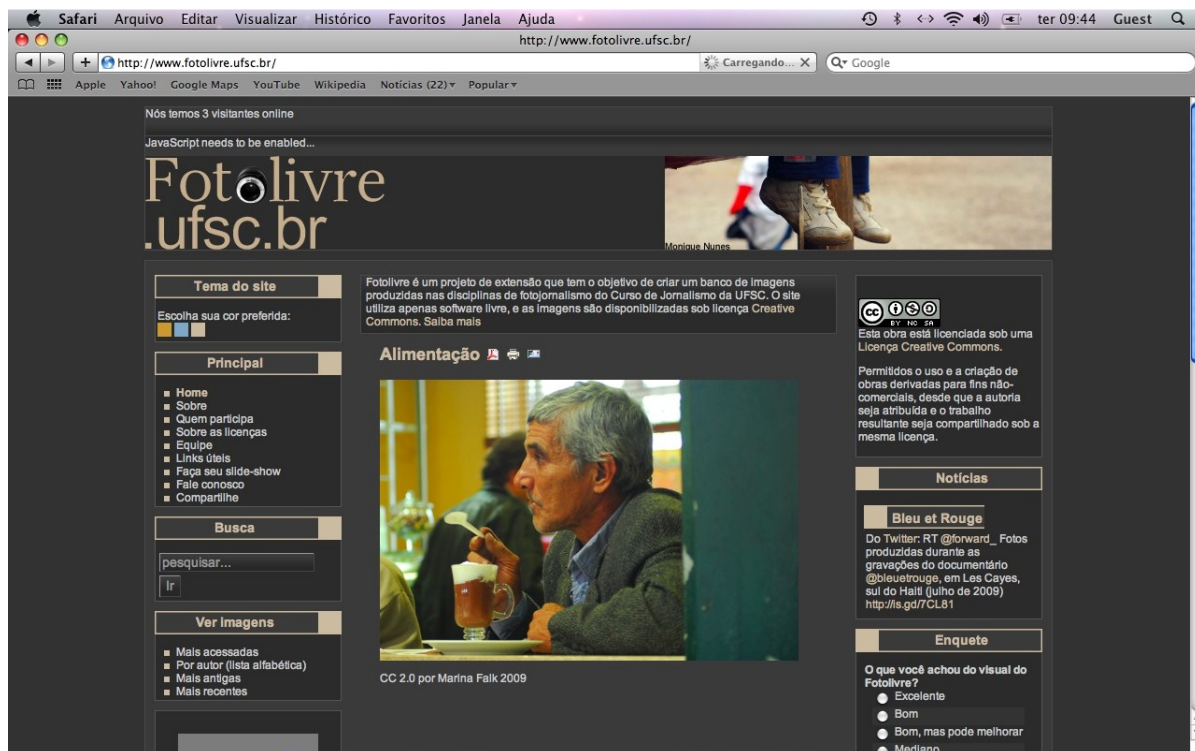 Safari Arquivo Editar Visualizar Histórico Favoritos Janela Ajuda ter 09:44 Guest
http://www.fotolivre.ufsc.br/
http://www.fotolivre.ufsc.br/ Carregando... Google
Apple Yahoo! Google Maps YouTube Wikipedia Notícias (22) Popular
Nós temos 3 visitantes online
JavaScript needs to be enabled...
Fotolivre
.ufsc.br
Monique Nunes
Tema do site
Escolha sua cor preferida:
Principal
Home
Sobre
Quem participa
Sobre as licenças
Equipe
Links úteis
Faça seu slide-show
Fale conosco
Compartilhe
Busca
pesquisar...
Ir
Ver imagens
Mais acessadas
Por autor (lista alfabética)
Mais antigas
Mais recentes
Fotolivre é um projeto de extensão que tem o objetivo de criar um banco de imagens
produzidas nas disciplinas de fotojornalismo do Curso de Jornalismo da UFSC. O site
utiliza apenas software livre, e as imagens são disponibilizadas sob licença Creative
Commons. Saiba mais
Alimentação
CC 2.0 por Marina Falk 2009
cc
BY NC SA
Esta obra está licenciada sob uma
Licença Creative Commons.
Permitidos o uso e a criação de
obras derivadas para fins não-
comerciais, desde que a autoria
seja atribuída e o trabalho
resultante seja compartilhado sob a
mesma licença.
Notícias
Bleu et Rouge
Do Twitter: RT @forward_ Fotos
produzidas durante as
gravações do documentário
@bleuetrouge, em Les Cayes,
sul do Haiti (julho de 2009)
http://is.gd/7CL81
Enquete
O que você achou do visual do
Fotolivre?
Excelente
Bom
Bom, mas pode melhorar
Mediano